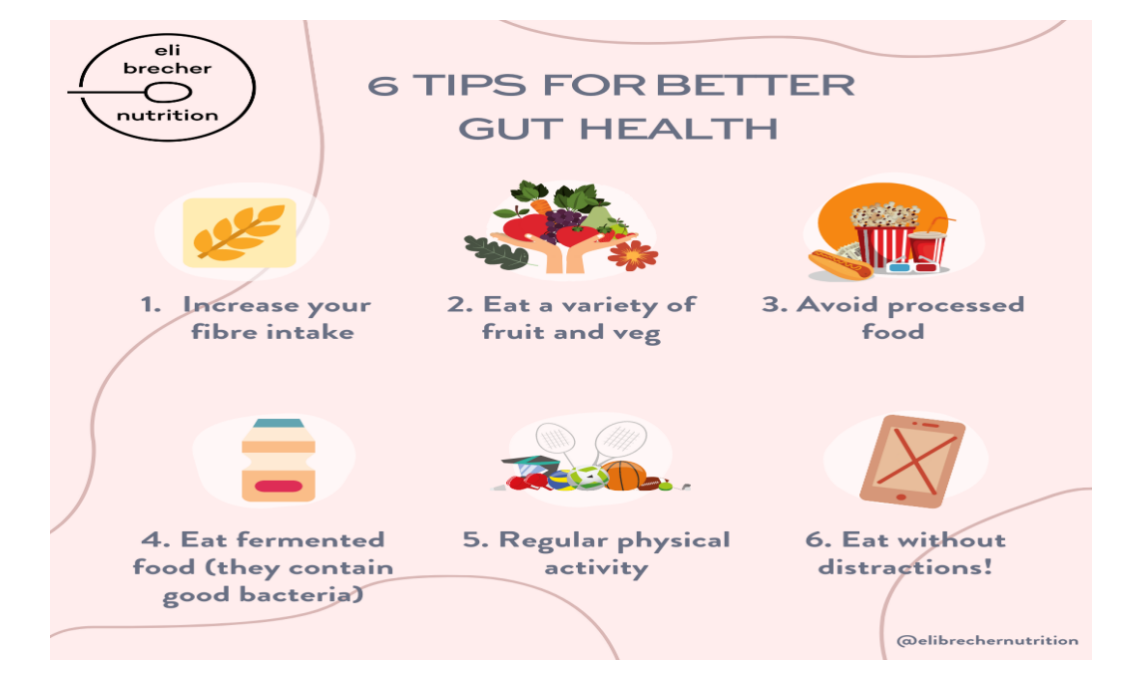 eli
brecher
nutrition
6 TIPS FOR BETTER
GUT HEALTH
1. Increase your
fibre intake
2. Eat a variety of
fruit and veg
3. Avoid processed
food
4. Eat fermented
food (they contain
good bacteria)
5. Regular physical
activity
6. Eat without
distractions!
@elibrechernutrition